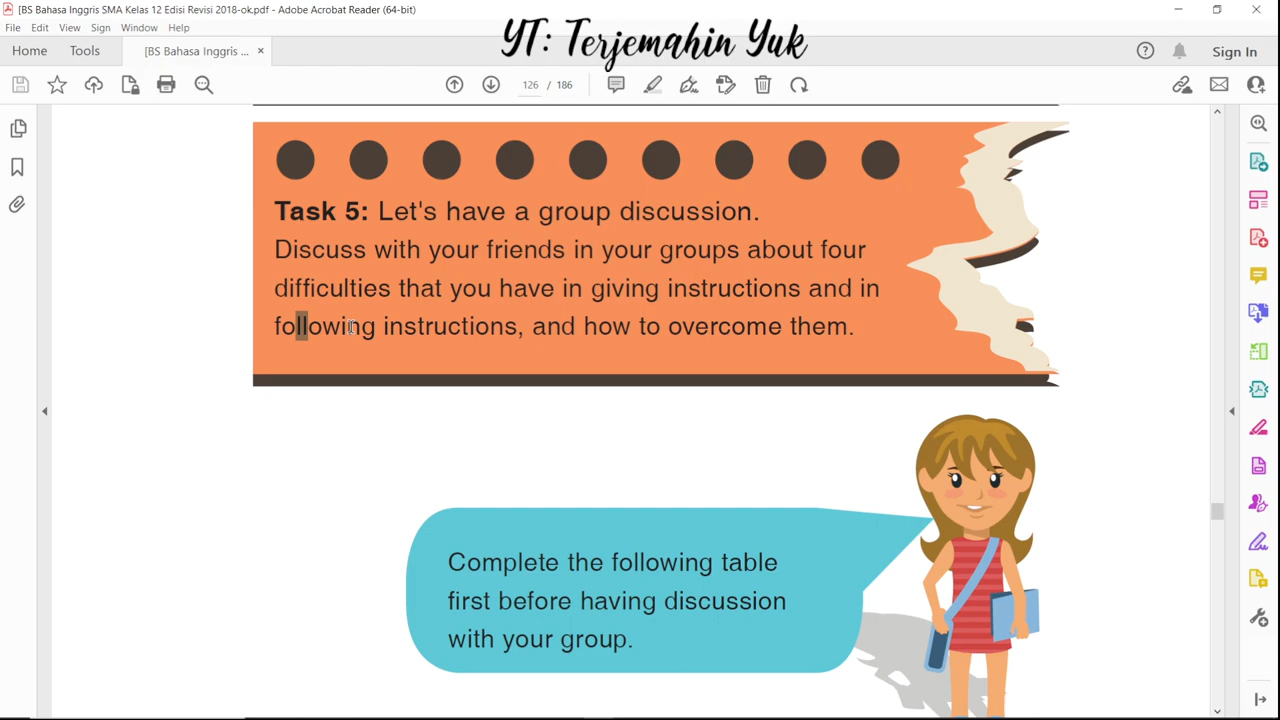 [BS Bahasa Inggris SMA Kelas 12 Edisi Revisi 2018-ok.pdf - Adobe Acrobat Reader (64-bit)
File Edit View Sign Window Help
YT: Terjemahin Yuk
Home Tools [BS Bahasa Inggris ... × Sign In
126 / 186
Task 5: Let's have a group discussion.
Discuss with your friends in your groups about four
difficulties that you have in giving instructions and in
following instructions, and how to overcome them.
Complete the following table
first before having discussion
with your group.